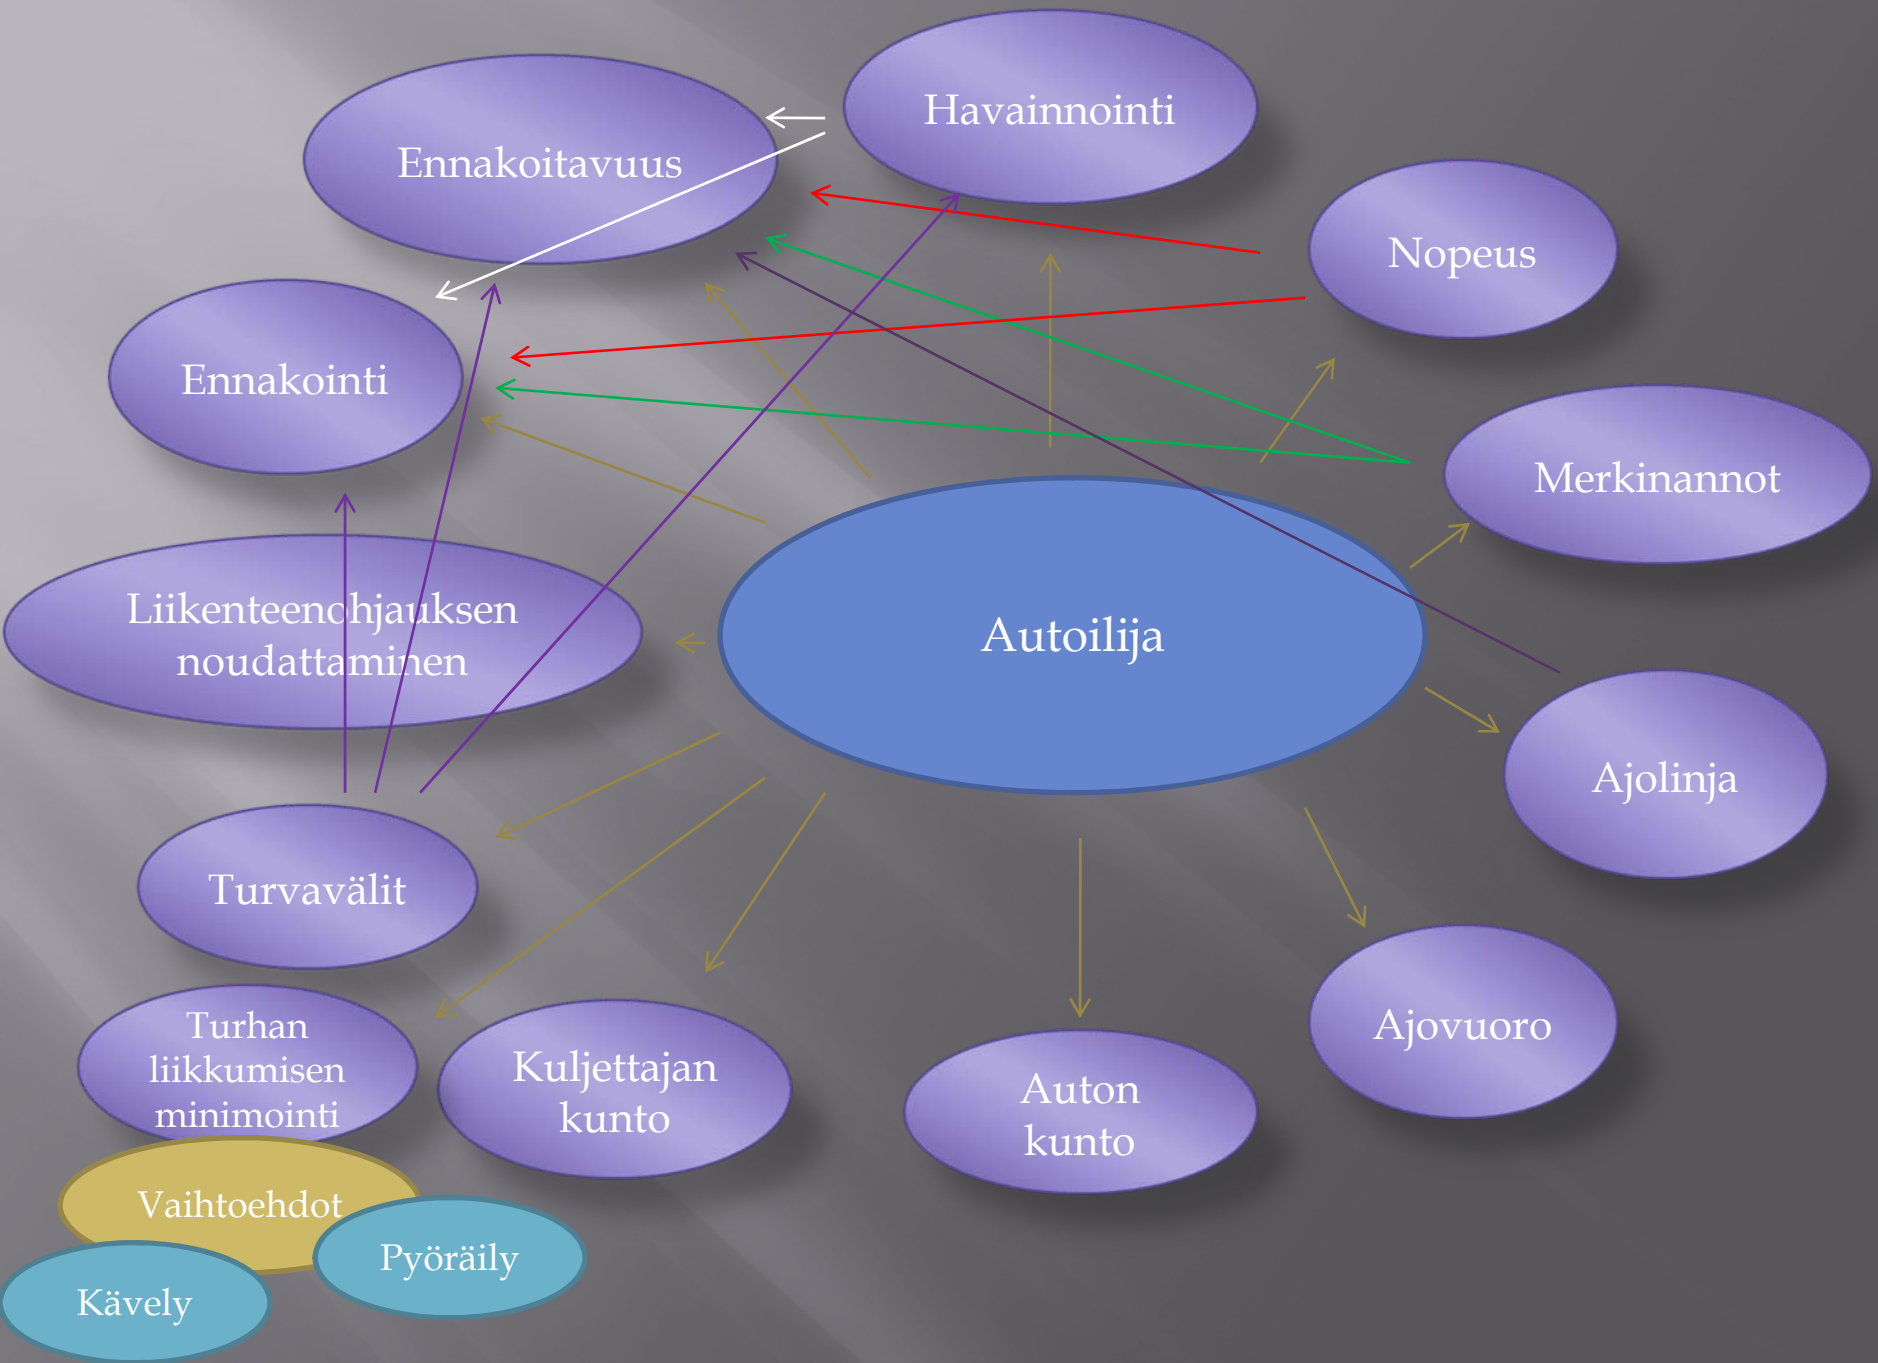 Havainnointi
Ennakoitavuus
Nopeus
Ennakointi
Merkinannot
Liikenteenohjauksen
noudattaminen
Autoilija
Ajolinja
Turvavälit
Turhan
liikkumisen
minimointi
Kuljettajan
kunto
Auton
kunto
Ajovuoro
Vaihtoehdot
Pyöräily
Kävely